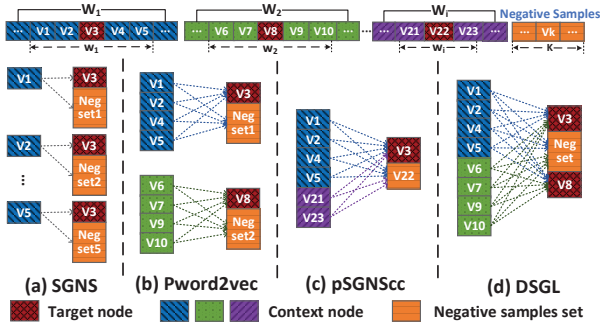 W1 W2 Wi Negative Samples
... V1 V2 V3 V4 V5 ... V6 V7 V8 V9 V10 ... V21 V22 V23 ... ... Vk ...
w1 w2 wi K
V1 V3
Neg
set1
V2 V3
Neg
set2
...
V5 V3
Neg
set5
V1
V2
V4
V5
V3
Neg
set1
V6
V7
V9
V10
V8
Neg
set2
V1
V2
V4
V5
V21
V23
V3
V22
V1
V2
V4
V5
V6
V7
V9
V10
V3
Neg
set
V8
(a) SGNS (b) Pword2vec (c) pSGNScc (d) DSGL
Target node Context node Negative samples set